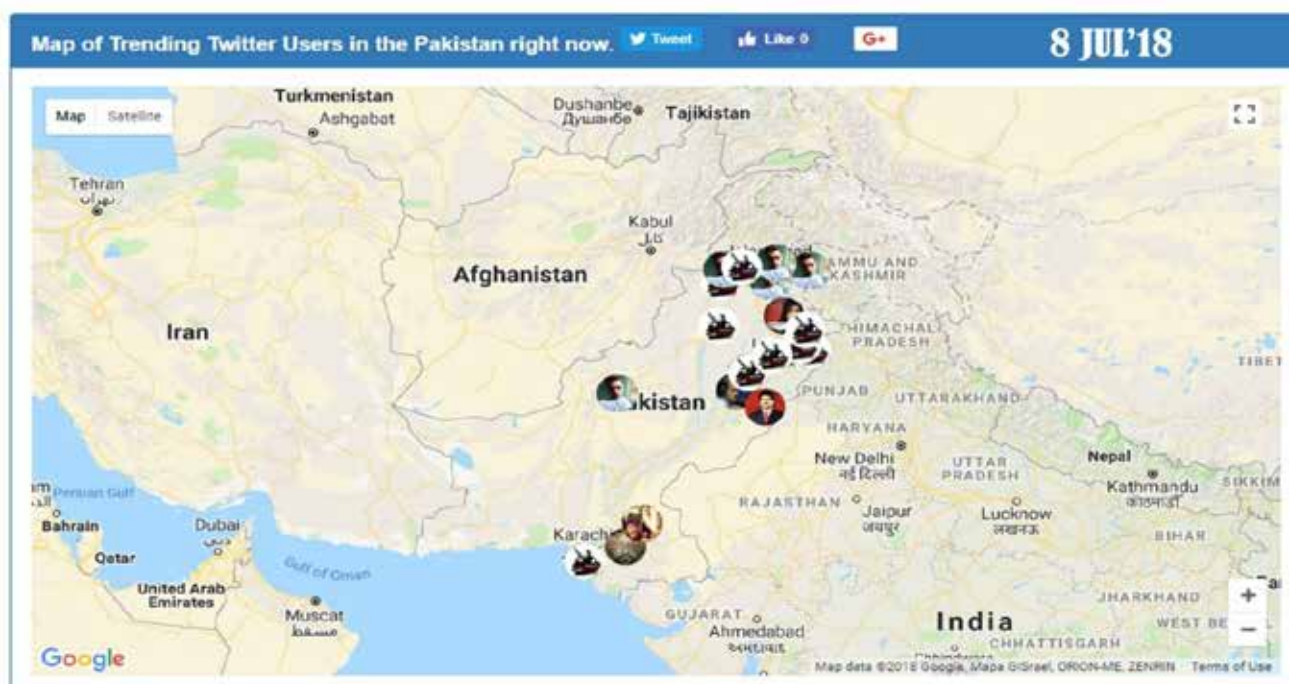 Map of Trending Twitter Users in the Pakistan right now.
Tweet
Like 0
G+
8 JUL'18
Map
Satellite
Turkmenistan
Ashgabat
Dushanbe
Душанбе
Tajikistan
Tehran
تهران
Kabul
کابل
Afghanistan
AMMU AND
KASHMIR
Iran
HIMACHAL
PRADESH
TIBET
kistan
PUNJAB
UTTARAKHAND
HARYANA
New Delhi
नई दिल्ली
UTTAR
PRADESH
Nepal
Kathmandu
काठमाडौं
SIKKIM
Persian Gulf
Bahrain
Dubai
دبي
Qatar
Gulf of Oman
United Arab
Emirates
Muscat
مسقط
Karach
RAJASTHAN
Jaipur
जयपुर
Lucknow
लखनऊ
BIHAR
JHARKHAND
GUJARAT
Ahmedabad
અમદાવાદ
India
CHHATTISGARH
WEST BE
+
−
Google
Map data ©2018 Google, Mapa GISrael, ORION-ME, ZENRIN
Terms of Use